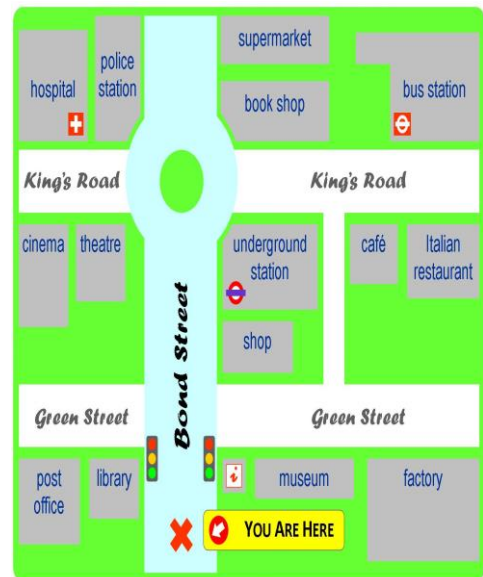 supermarket
police
station
hospital
book shop
bus station
King's Road
King's Road
cinema
theatre
underground
station
café
Italian
restaurant
shop
Bond Street
Green Street
Green Street
post
office
library
i
museum
factory
YOU ARE HERE